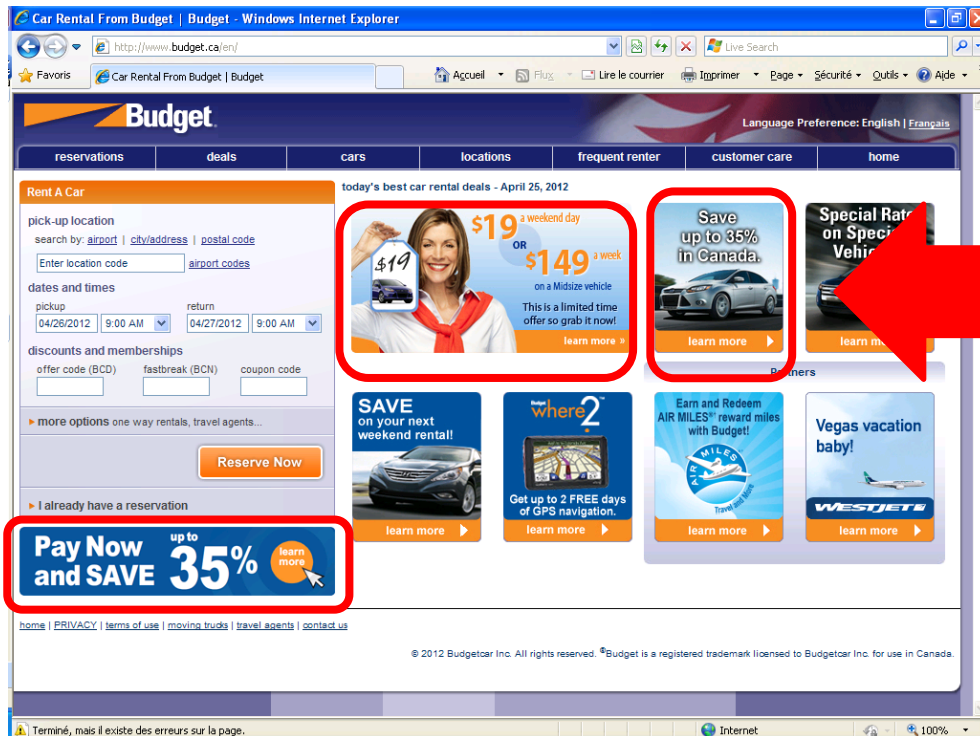 Car Rental From Budget | Budget - Windows Internet Explorer
http://www.budget.ca/en/
Live Search
Favoris
Car Rental From Budget | Budget
Accueil
Flux
Lire le courrier
Imprimer
Page
Sécurité
Outils
Aide
Budget
Language Preference: English | Français
reservations
deals
cars
locations
frequent renter
customer care
home
Rent A Car
pick-up location
search by: airport | city/address | postal code
Enter location code
airport codes
dates and times
pickup
return
04/26/2012
9:00 AM
04/27/2012
9:00 AM
discounts and memberships
offer code (BCD)
fastbreak (BCN)
coupon code
more options one way rentals, travel agents...
Reserve Now
I already have a reservation
Pay Now
and SAVE
up to
35%
learn
more
today's best car rental deals - April 25, 2012
$19
$19 a weekend day
OR
$149 a week
on a Midsize vehicle
This is a limited time
offer so grab it now!
learn more »
Save
up to 35%
in Canada.
learn more
Special
on
learn
SAVE
on your next
weekend rental!
learn more
Budget
where2™
Get up to 2 FREE days
of GPS navigation.
learn more
Partners
Earn and Redeem
AIR MILES®† reward miles
with Budget!
AIR MILES
Travel and More
learn more
Vegas vacation
baby!
WESTJET
learn more
home | PRIVACY | terms of use | moving trucks | travel agents | contact us
© 2012 Budgetcar Inc. All rights reserved. ®Budget is a registered trademark licensed to Budgetcar Inc. for use in Canada.
Terminé, mais il existe des erreurs sur la page.
Internet
100%